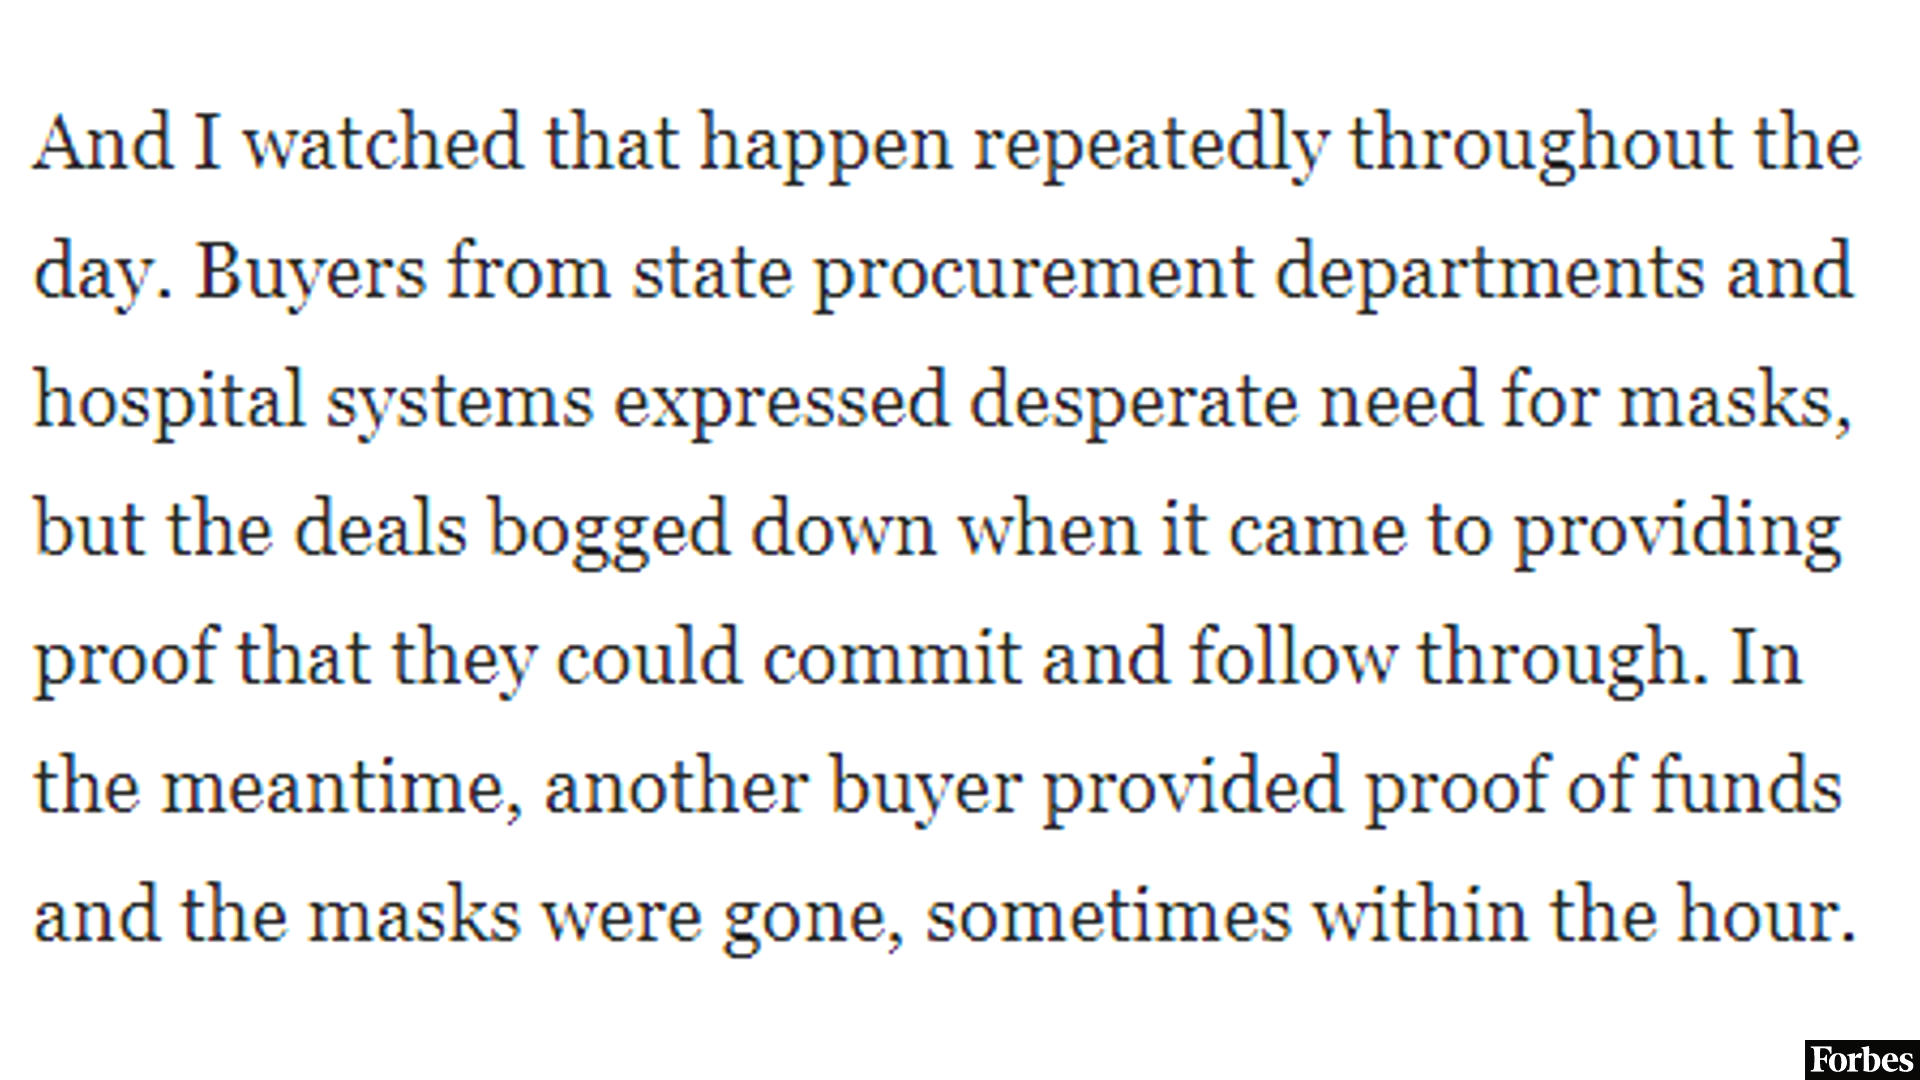 And I watched that happen repeatedly throughout the
day. Buyers from state procurement departments and
hospital systems expressed desperate need for masks,
but the deals bogged down when it came to providing
proof that they could commit and follow through. In
the meantime, another buyer provided proof of funds
and the masks were gone, sometimes within the hour.
Forbes